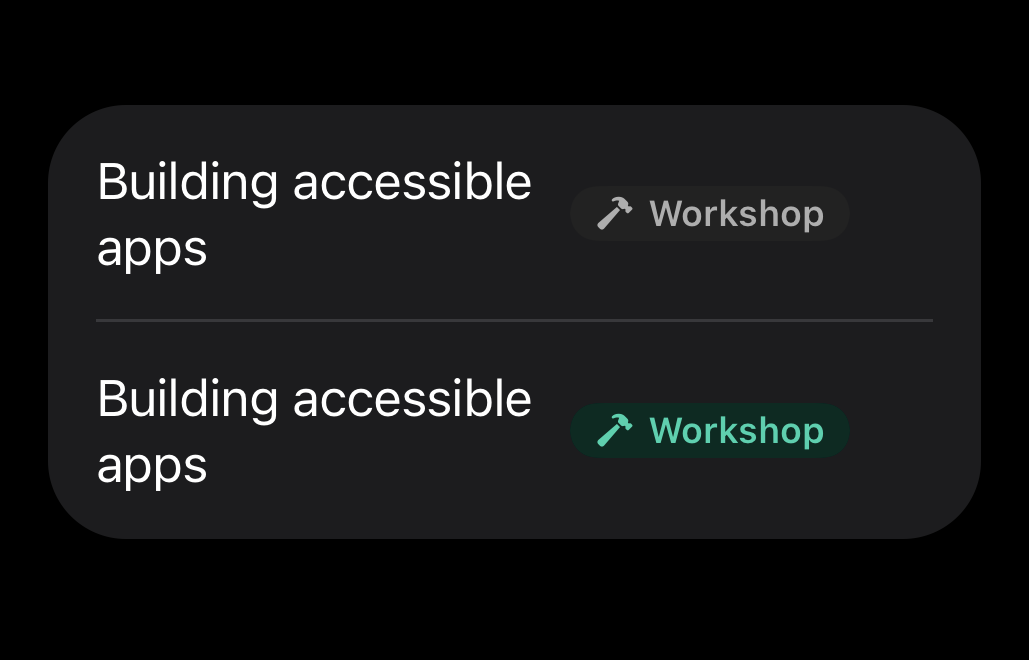 Building accessible
apps
Workshop
Building accessible
apps
Workshop